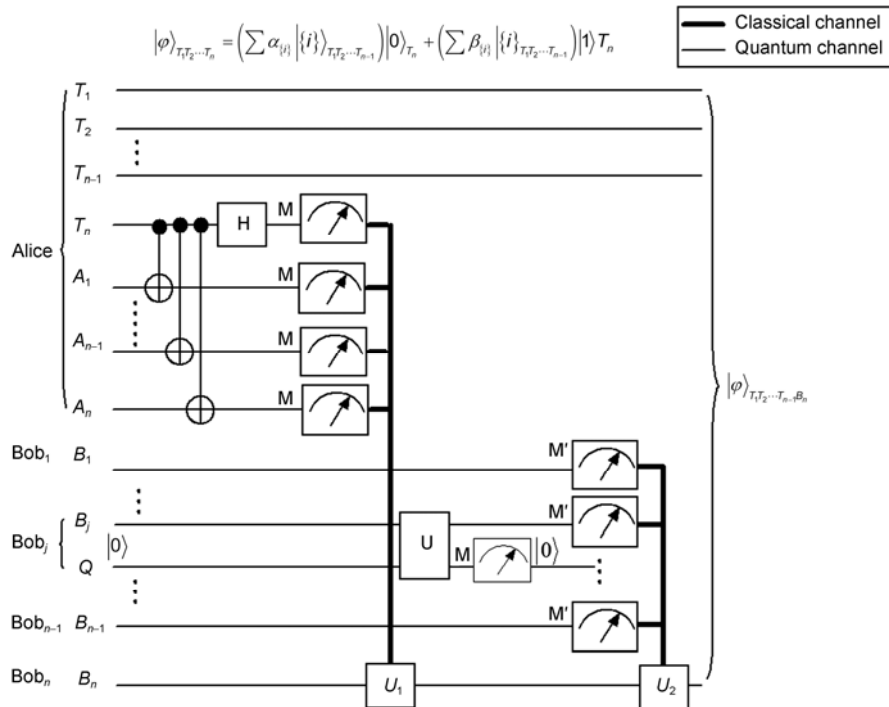 |φ⟩_{T₁T₂⋯Tₙ} = (∑ α_{{i}} |{i}⟩_{T₁T₂⋯Tₙ₋₁}) |0⟩_{Tₙ} + (∑ β_{{i}} |{i}_{T₁T₂⋯Tₙ₋₁}) |1⟩Tₙ
Classical channel
Quantum channel
T₁
T₂
Tₙ₋₁
Tₙ H M
Alice
A₁ M
Aₙ₋₁ M
Aₙ M
|φ⟩_{T₁T₂⋯Tₙ₋₁Bₙ}
Bob₁ B₁ M′
Bⱼ M′
Bobⱼ |0⟩ U M |0⟩
Q
Bobₙ₋₁ Bₙ₋₁ M′
Bobₙ Bₙ U₁ U₂